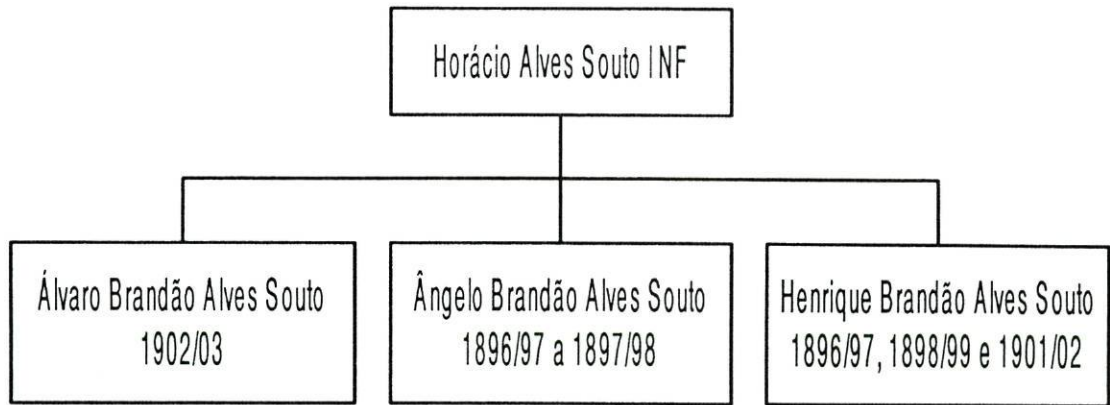 Horácio Alves Souto INF
Álvaro Brandão Alves Souto
1902/03
Ângelo Brandão Alves Souto
1896/97 a 1897/98
Henrique Brandão Alves Souto
1896/97, 1898/99 e 1901/02